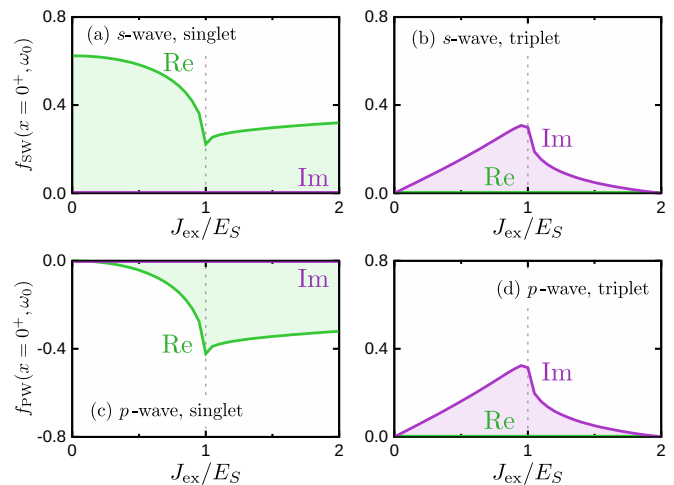 (a) s-wave, singlet
Re
Im
0.8
0.4
0.0
0
1
2
f_SW(x = 0⁺, ω₀)
J_ex/E_S
(b) s-wave, triplet
Im
Re
0.8
0.4
0.0
0
1
2
J_ex/E_S
0.0
-0.4
-0.8
Im
Re
(c) p-wave, singlet
0
1
2
f_PW(x = 0⁺, ω₀)
J_ex/E_S
0.8
0.4
0.0
(d) p-wave, triplet
Im
Re
0
1
2
J_ex/E_S